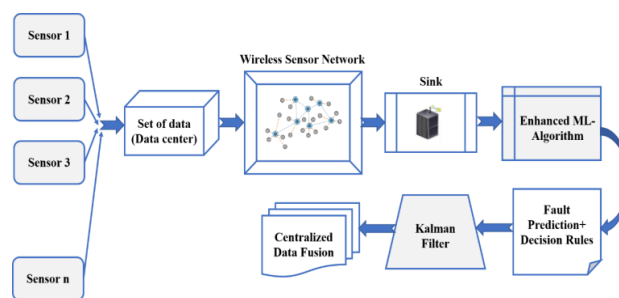 Sensor 1
Sensor 2
Sensor 3
Sensor n
Set of data
(Data center)
Wireless Sensor Network
Sink
Enhanced ML-
Algorithm
Fault
Prediction+
Decision Rules
Kalman
Filter
Centralized
Data Fusion